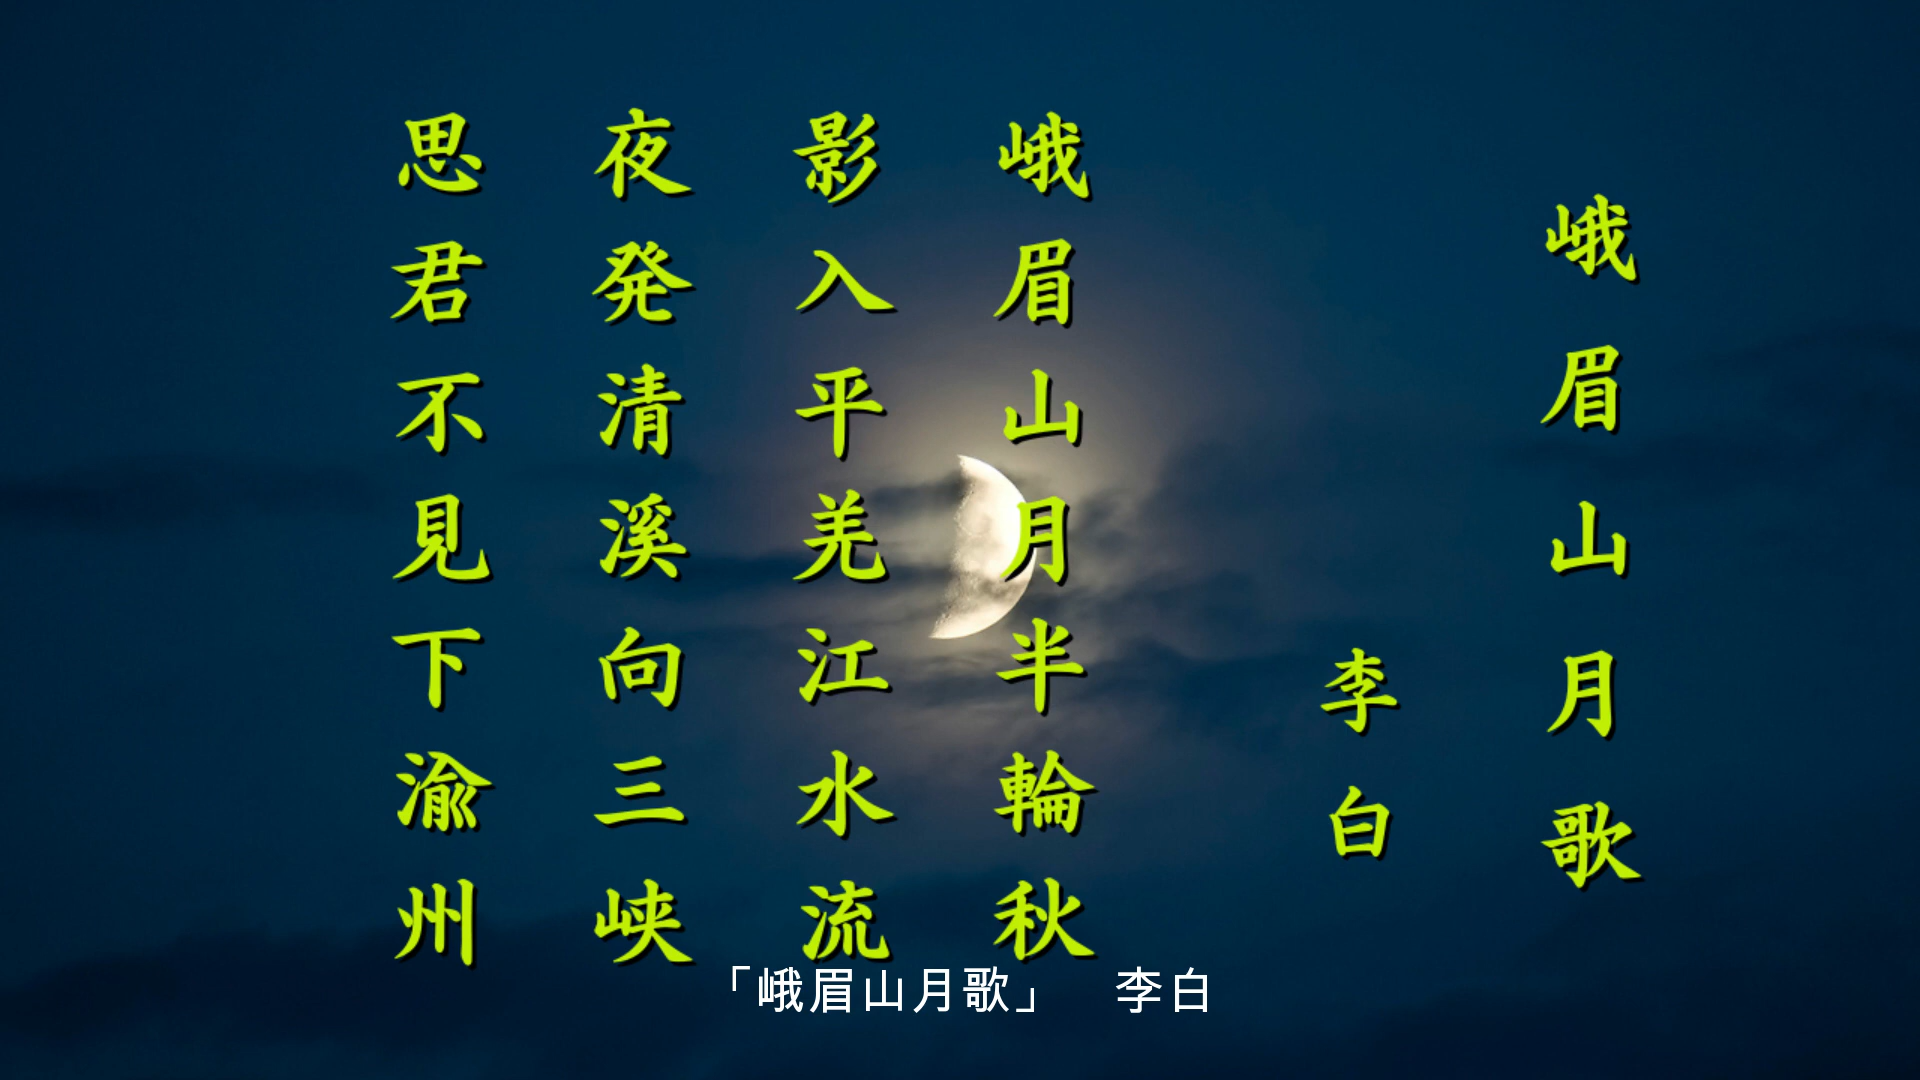 峨眉山月歌
李白
峨眉山月半輪秋
影入平羌江水流
夜発清溪向三峡
思君不見下渝州
「峨眉山月歌」　李白